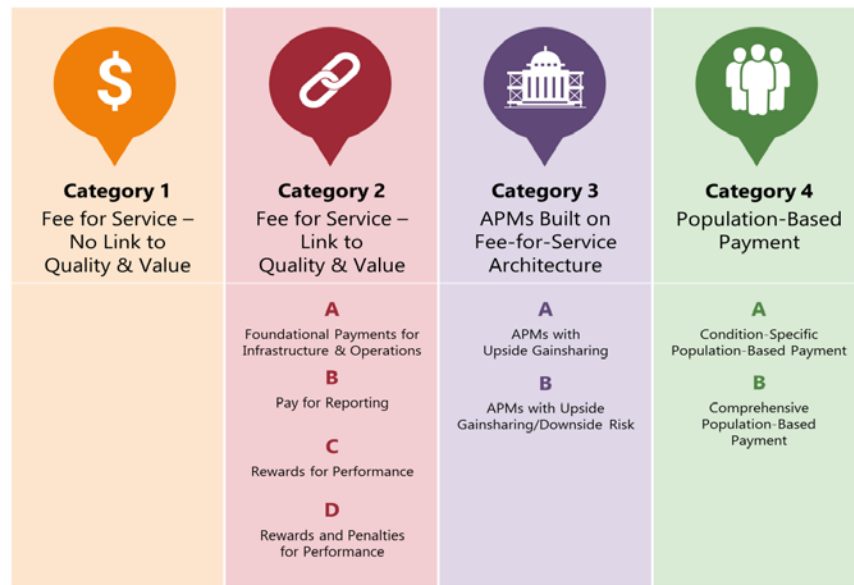 $
Category 1
Fee for Service –
No Link to
Quality & Value
Category 2
Fee for Service –
Link to
Quality & Value
A
Foundational Payments for
Infrastructure & Operations
B
Pay for Reporting
C
Rewards for Performance
D
Rewards and Penalties
for Performance
Category 3
APMs Built on
Fee-for-Service
Architecture
A
APMs with
Upside Gainsharing
B
APMs with Upside
Gainsharing/Downside Risk
Category 4
Population-Based
Payment
A
Condition-Specific
Population-Based Payment
B
Comprehensive
Population-Based
Payment